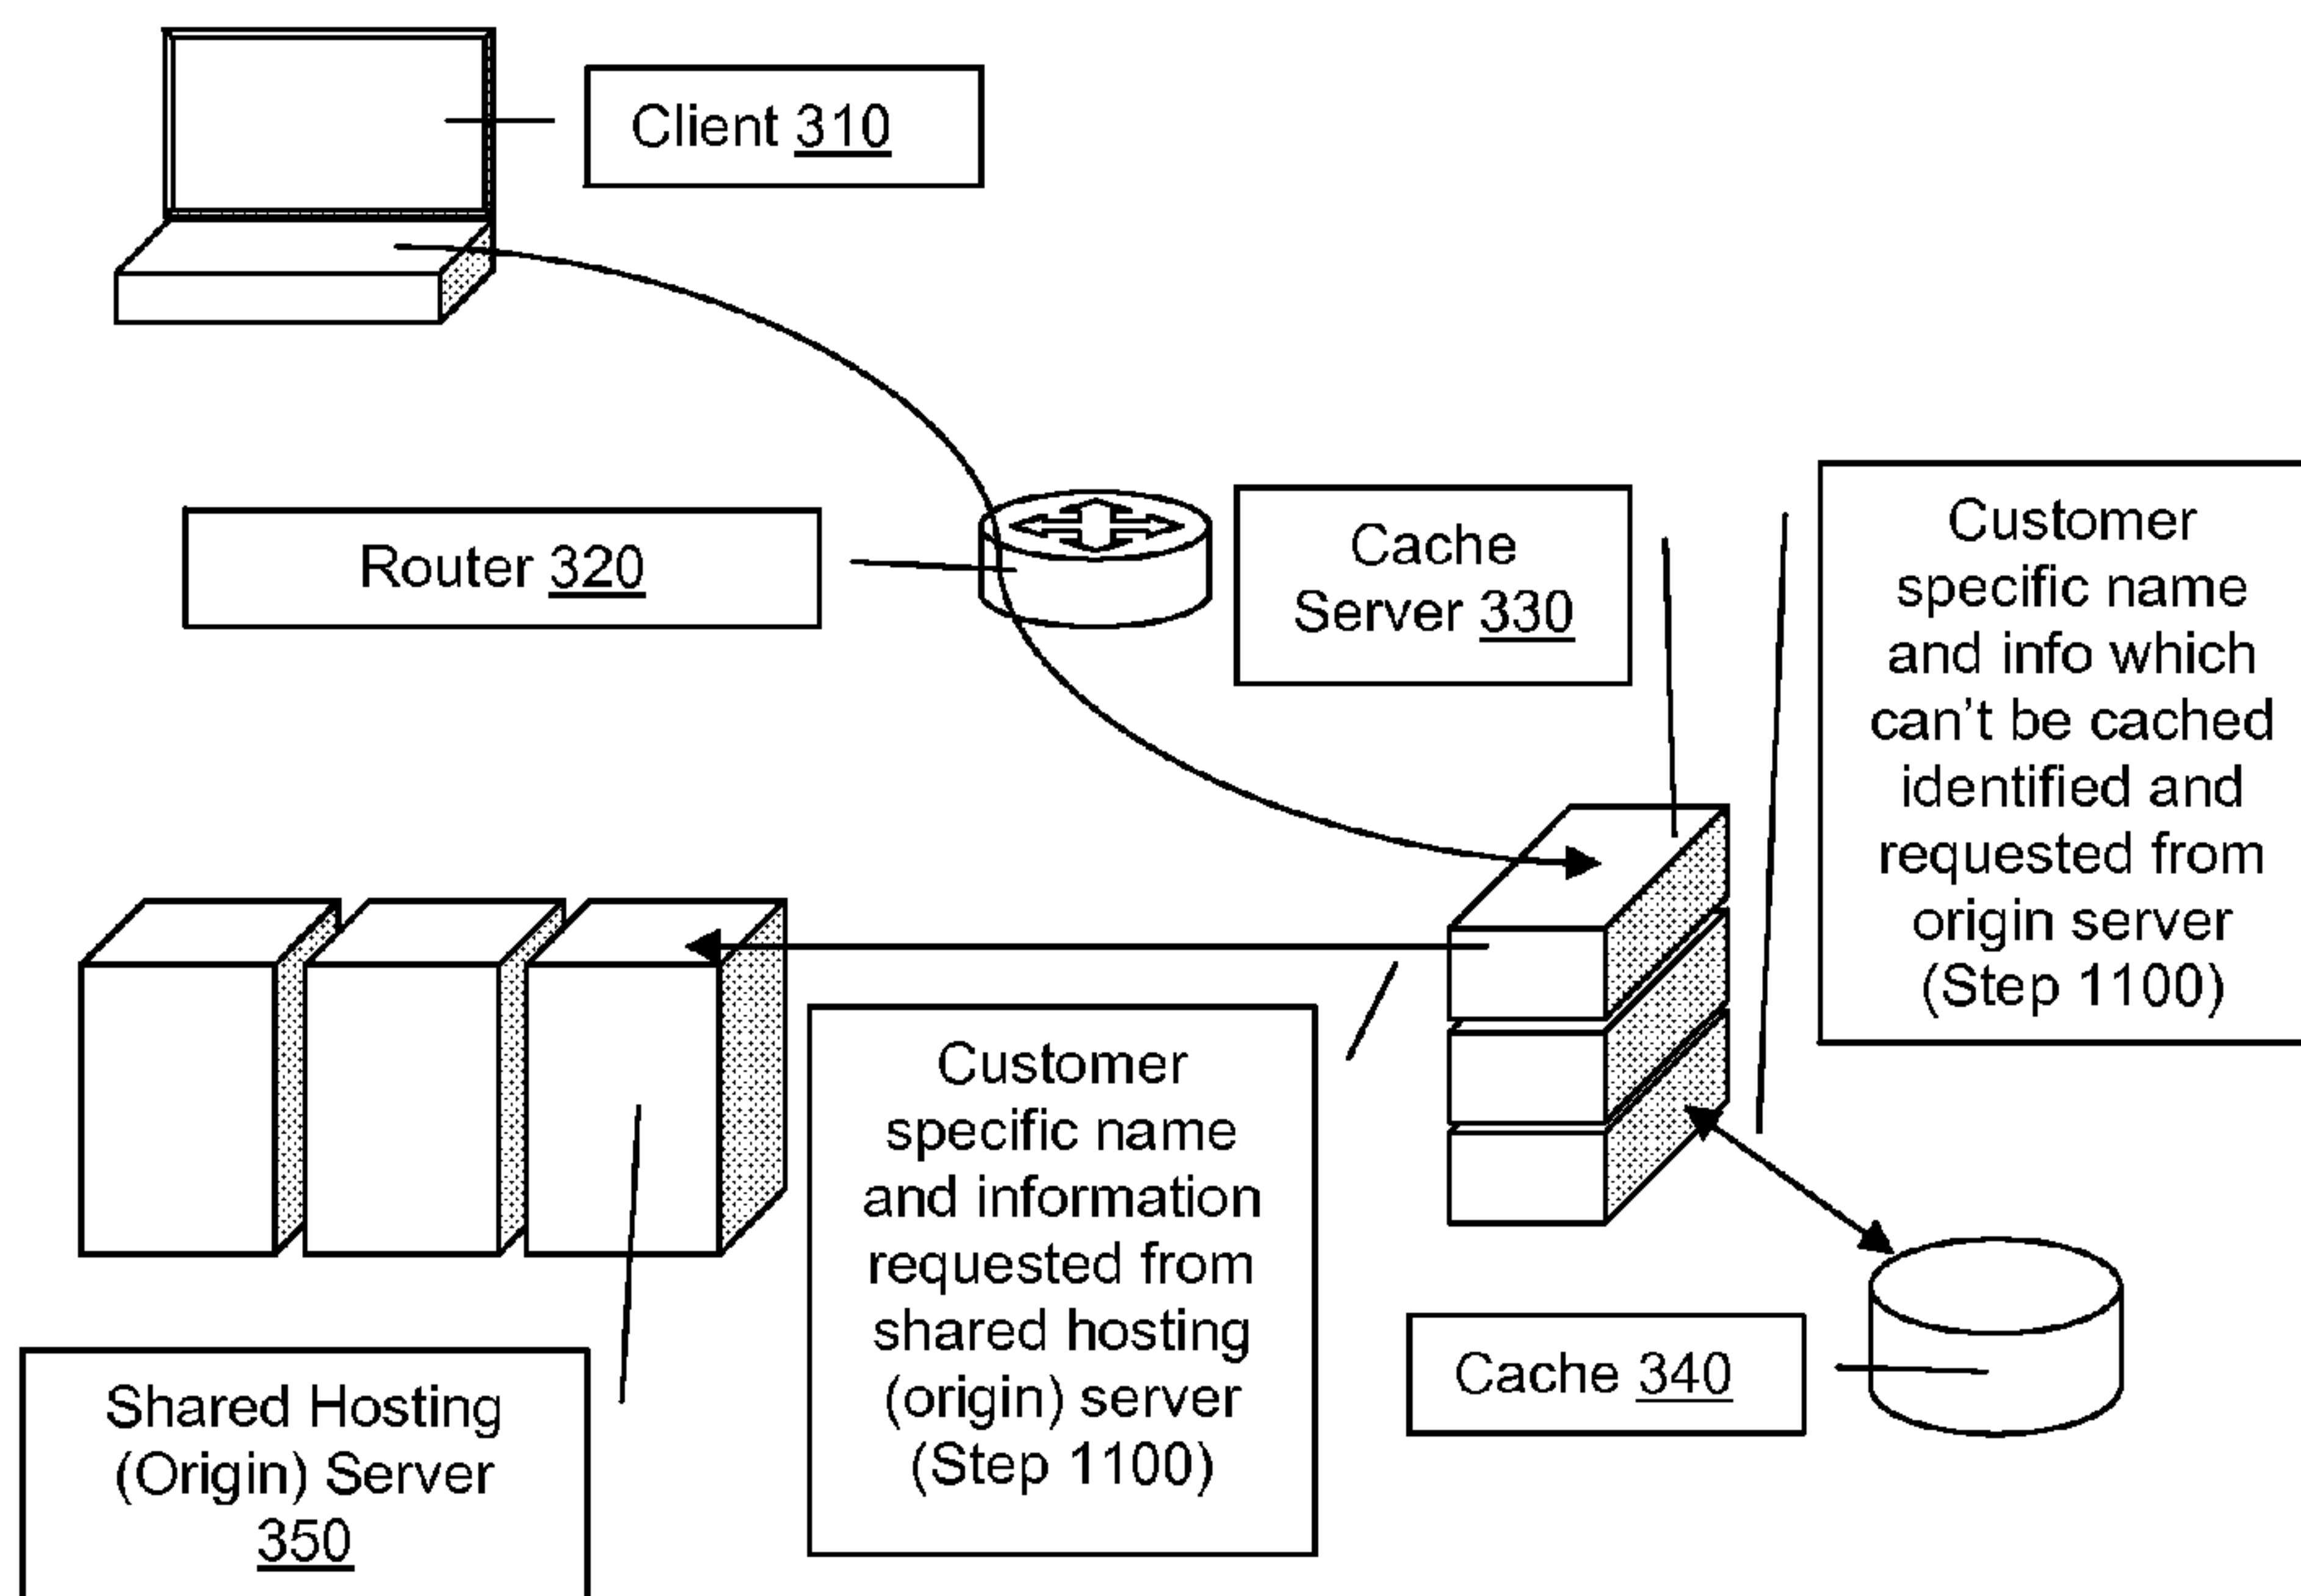 Client 310
Router 320
Cache
Server 330
Customer
specific name
and info which
can't be cached
identified and
requested from
origin server
(Step 1100)
Customer
specific name
and information
requested from
shared hosting
(origin) server
(Step 1100)
Cache 340
Shared Hosting
(Origin) Server
350